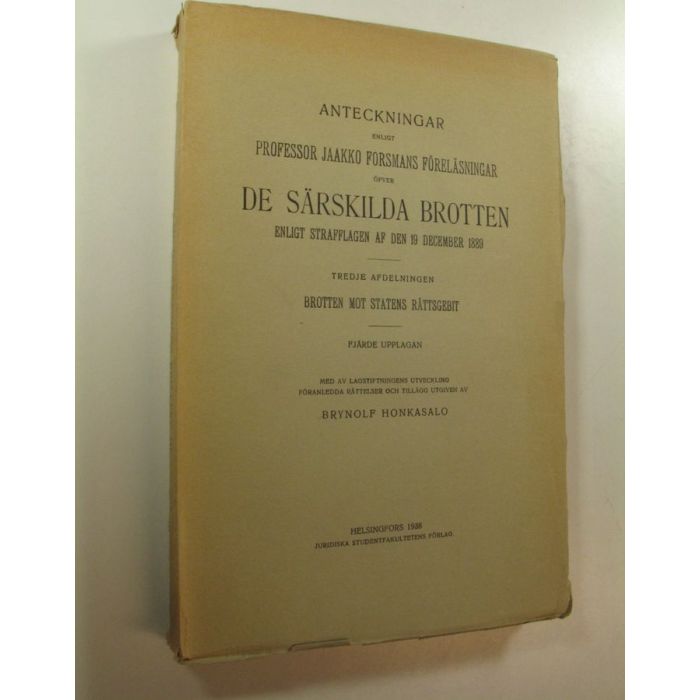 ANTECKNINGAR
ENLIGT
PROFESSOR JAAKKO FORSMANS FÖRELÄSNINGAR
ÖFVER
DE SÄRSKILDA BROTTEN
ENLIGT STRAFFLAGEN AF DEN 19 DECEMBER 1889
TREDJE AFDELNINGEN
BROTTEN MOT STATENS RÄTTSGEBIT
FJÄRDE UPPLAGAN
MED AV LAGSTIFTNINGENS UTVECKLING
FÖRANLEDDA RÄTTELSER OCH TILLÄGG UTGIVEN AV
BRYNOLF HONKASALO
HELSINGFORS 1938
JURIDISKA STUDENTFAKULTETENS FÖRLAG.